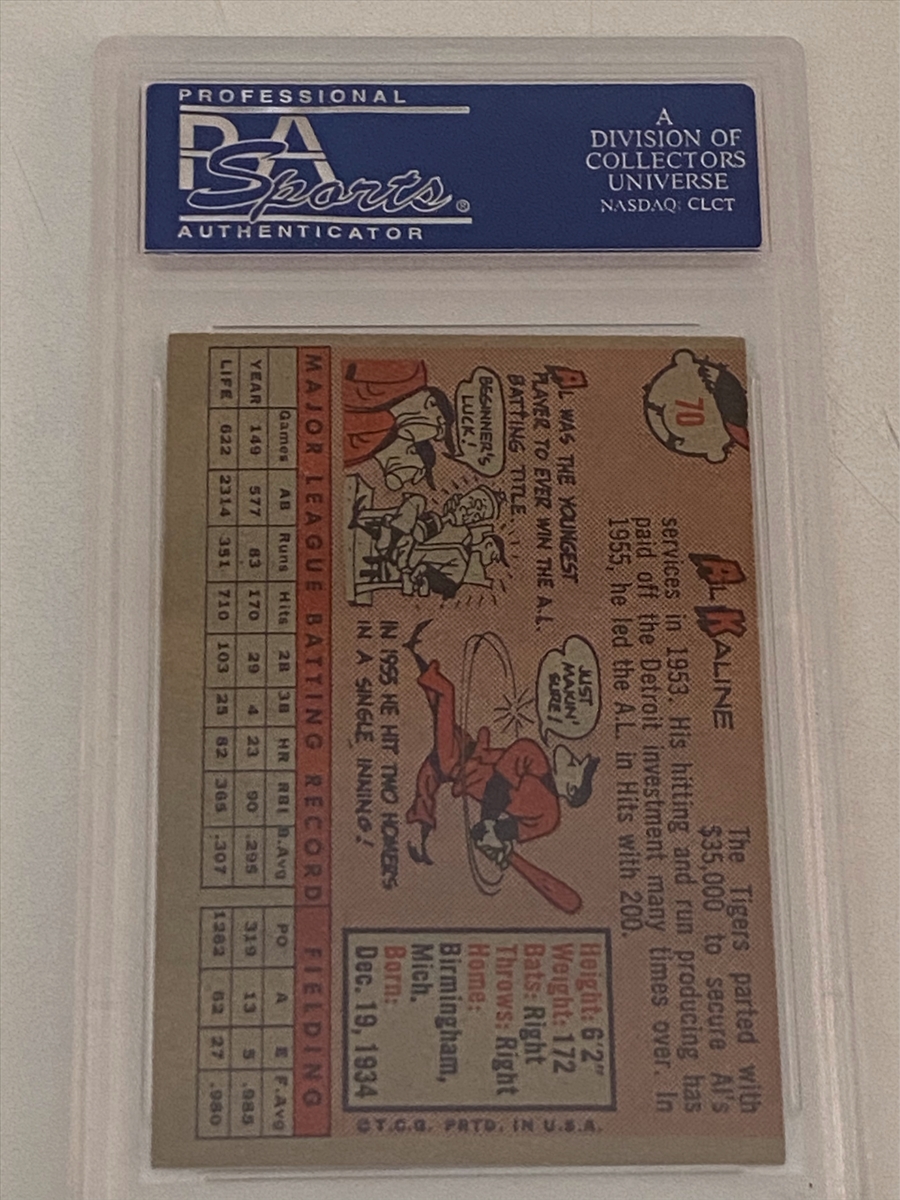 PROFESSIONAL
PSA
Sports®
AUTHENTICATOR
A
DIVISION OF
COLLECTORS
UNIVERSE
NASDAQ: CLCT
70
AL KALINE
The Tigers parted with
$35,000 to secure Al's
services in 1953. His hitting and run producing has
paid off the Detroit investment many times over. In
1955, he led the A.L. in Hits with 200.
AL WAS THE YOUNGEST
PLAYER TO EVER WIN THE A.L.
BATTING TITLE...
BEGINNER'S
LUCK!
JUST
MAKIN'
SURE!
IN 1955 HE HIT TWO HOMERS
IN A SINGLE INNING!
Height: 6'2"
Weight: 172
Bats: Right
Throws: Right
Home:
Birmingham,
Mich.
Born:
Dec. 19, 1934
©T.C.G. PRTD. IN U.S.A.
MAJOR LEAGUE BATTING RECORD FIELDING
Games AB Runs Hits 2B 3B HR RBI B.Avg PO A E F.Avg
YEAR 149 577 83 170 29 4 23 90 .295 319 13 5 .985
LIFE 622 2314 351 710 103 25 82 365 .307 1282 62 27 .980